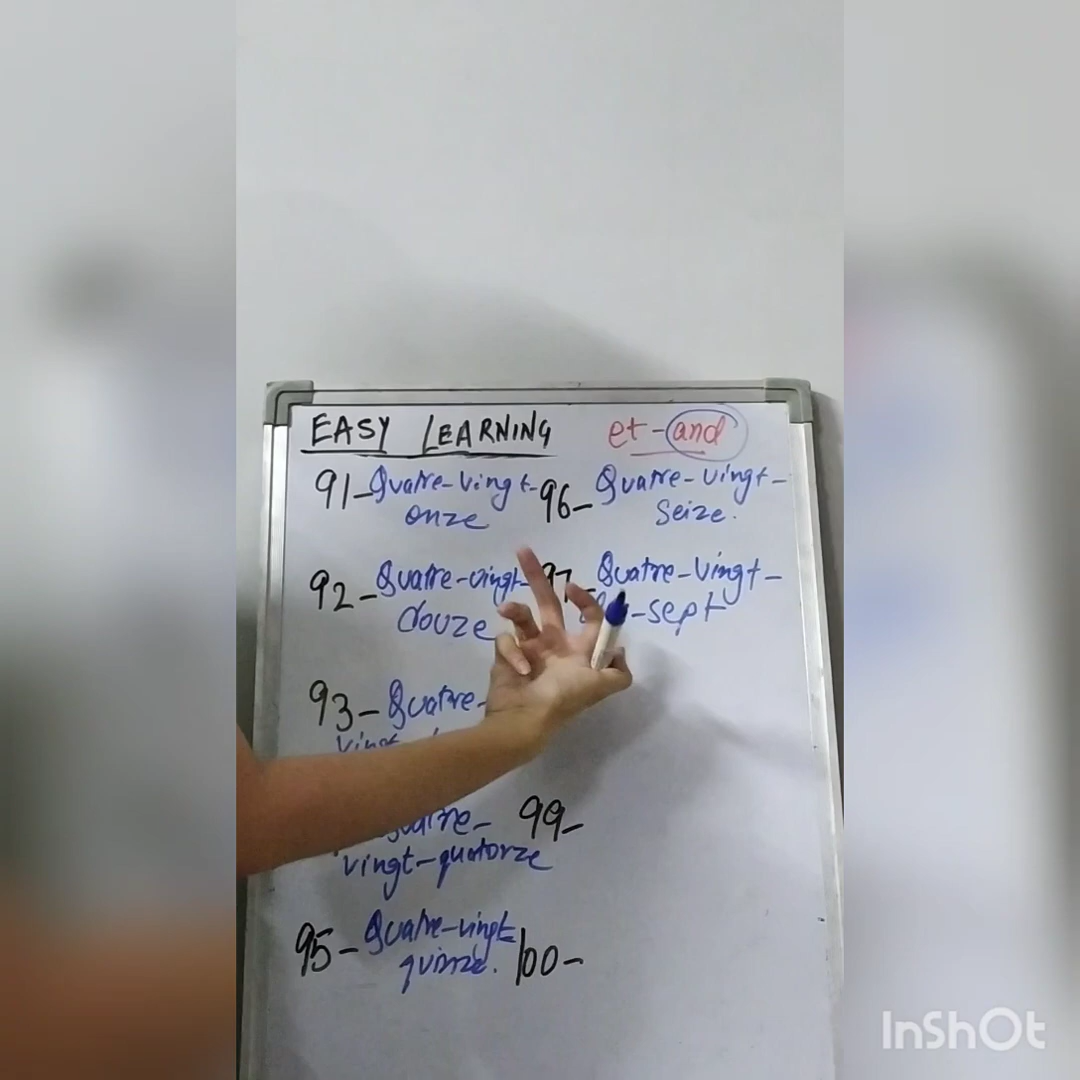 EASY LEARNING et-and
91-Quatre-vingt-
onze
96-Quatre-vingt-
Seize.
92-Quatre-vingt-
douze
97-Quatre-vingt-
-sept
93-Quatre-
vingt-
Quatre-
vingt-quatorze
99-
95-Quatre-vingt-
quinze.
100-
InShOt